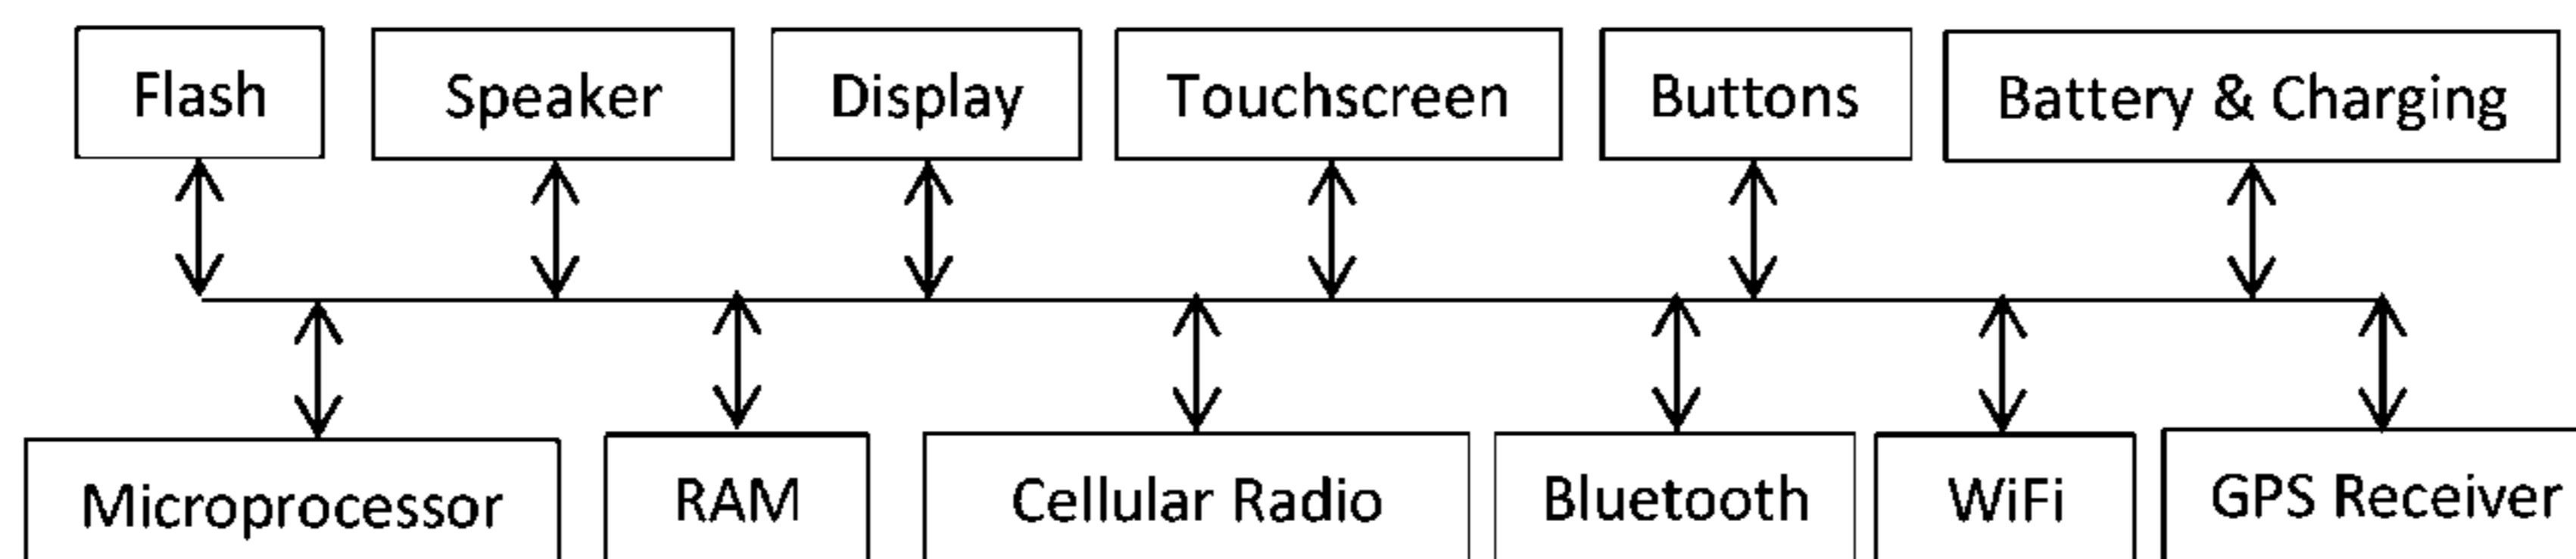 Flash Speaker Display Touchscreen Buttons Battery & Charging
Microprocessor RAM Cellular Radio Bluetooth WiFi GPS Receiver